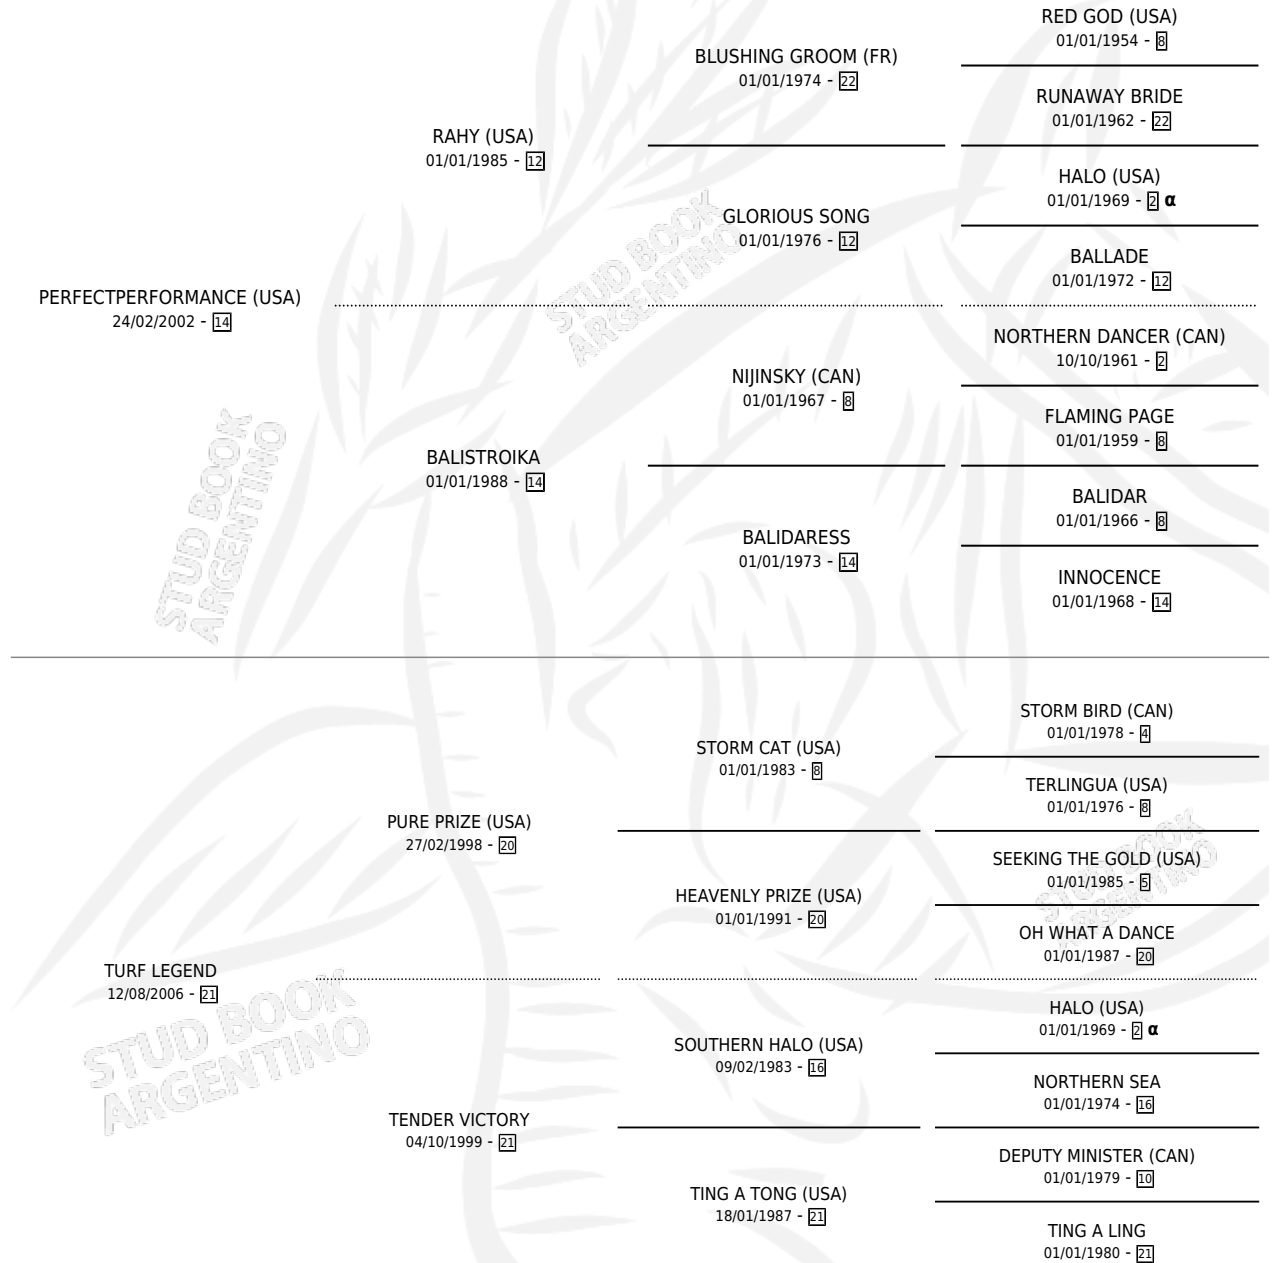 RED GOD (USA)
01/01/1954 - 8
BLUSHING GROOM (FR)
01/01/1974 - 22
RUNAWAY BRIDE
01/01/1962 - 22
RAHY (USA)
01/01/1985 - 12
HALO (USA)
01/01/1969 - 2 α
GLORIOUS SONG
01/01/1976 - 12
BALLADE
01/01/1972 - 12
PERFECTPERFORMANCE (USA)
24/02/2002 - 14
NORTHERN DANCER (CAN)
10/10/1961 - 2
NIJINSKY (CAN)
01/01/1967 - 8
FLAMING PAGE
01/01/1959 - 8
BALISTROIKA
01/01/1988 - 14
BALIDAR
01/01/1966 - 8
BALIDARESS
01/01/1973 - 14
INNOCENCE
01/01/1968 - 14
STUD BOOK
ARGENTINO
STUD BOOK
ARGENTINO
STORM BIRD (CAN)
01/01/1978 - 4
STORM CAT (USA)
01/01/1983 - 8
TERLINGUA (USA)
01/01/1976 - 8
PURE PRIZE (USA)
27/02/1998 - 20
SEEKING THE GOLD (USA)
01/01/1985 - 5
HEAVENLY PRIZE (USA)
01/01/1991 - 20
OH WHAT A DANCE
01/01/1987 - 20
TURF LEGEND
12/08/2006 - 21
HALO (USA)
01/01/1969 - 2 α
SOUTHERN HALO (USA)
09/02/1983 - 16
NORTHERN SEA
01/01/1974 - 16
TENDER VICTORY
04/10/1999 - 21
DEPUTY MINISTER (CAN)
01/01/1979 - 10
TING A TONG (USA)
18/01/1987 - 21
TING A LING
01/01/1980 - 21
STUD BOOK
ARGENTINO
STUD BOOK
ARGENTINO